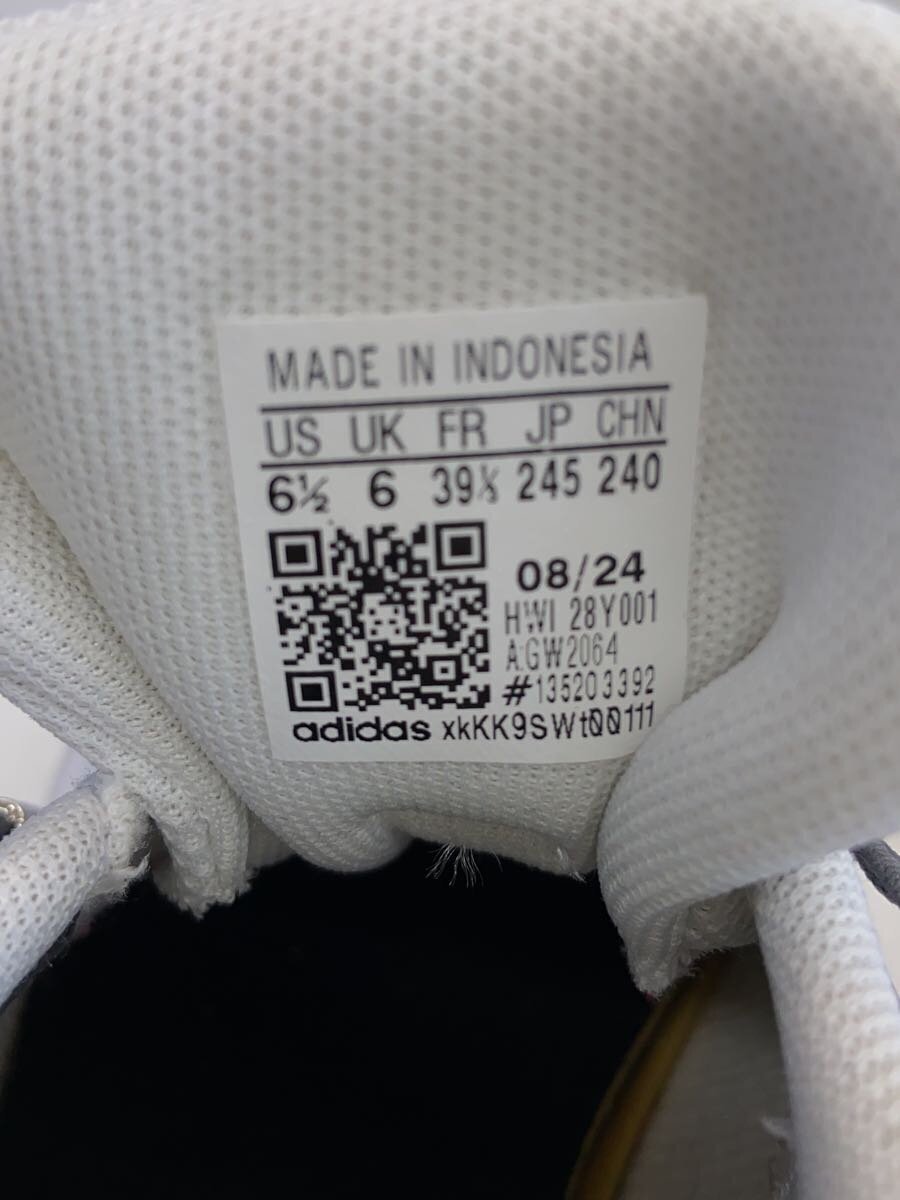 MADE IN INDONESIA
US UK FR JP CHN
6½ 6 39⅓ 245 240
08/24
HWI 28Y001
A:GW2064
#135203392
adidas xkKK9SWt00111